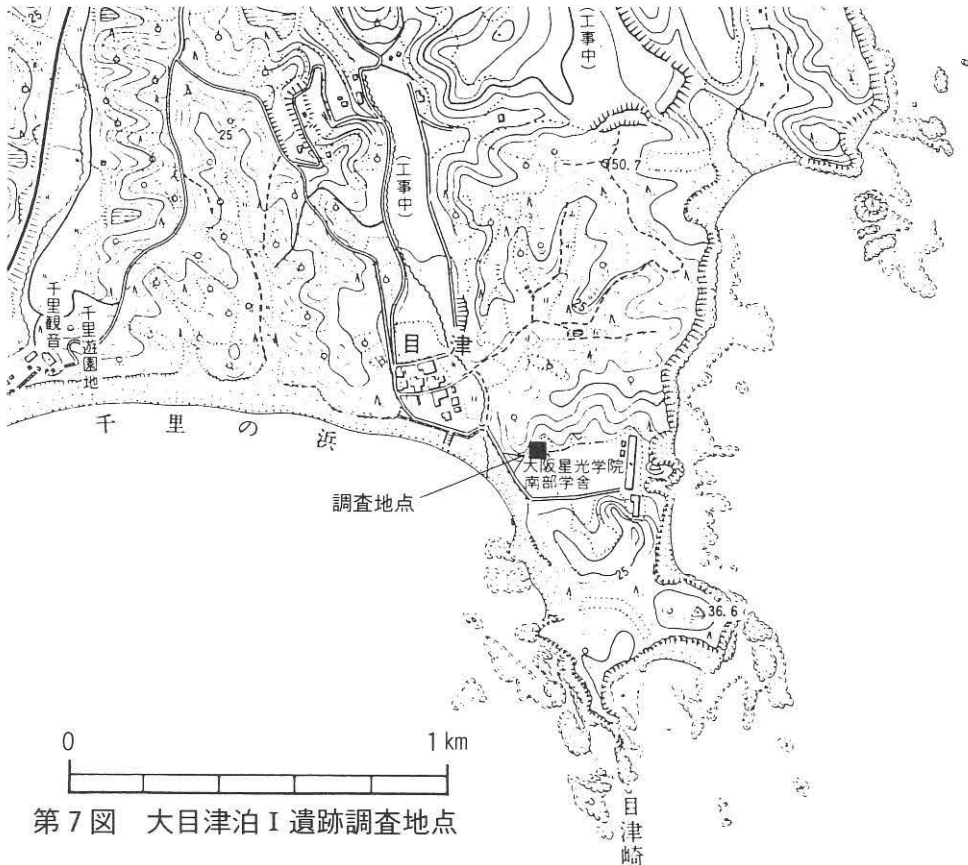 25
(工事中)
25
(工事中)
50.7
25
千里観音
千里遊園地
目津
千里の浜
大阪星光学院
南部学舎
調査地点
25
36.6
0 1km
目津崎
第7図 大目津泊I遺跡調査地点